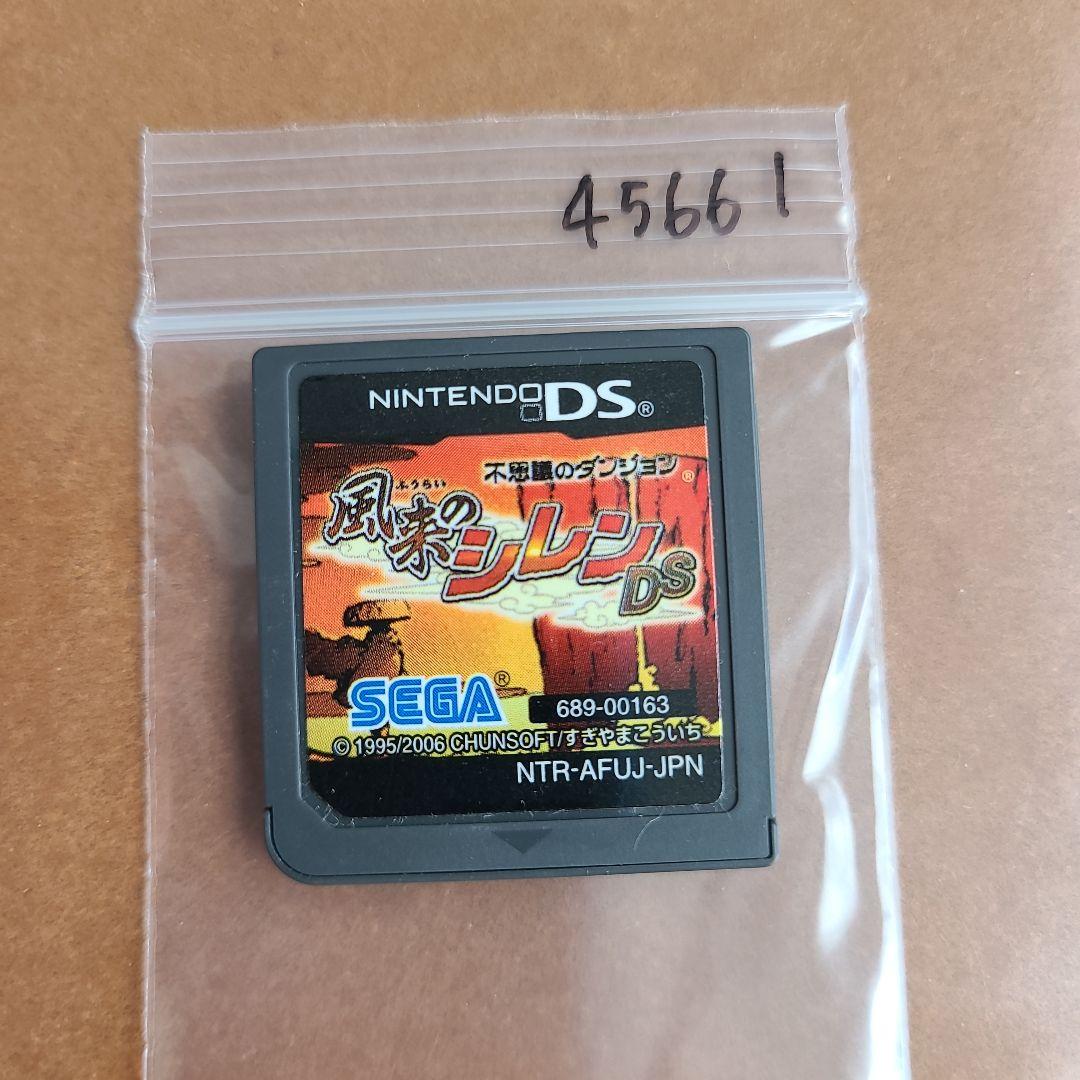 45661
NINTENDO DS®
不思議のダンジョン®
ふうらい
風来のシレンDS
SEGA®
689-00163
© 1995/2006 CHUNSOFT/すぎやまこういち
NTR-AFUJ-JPN